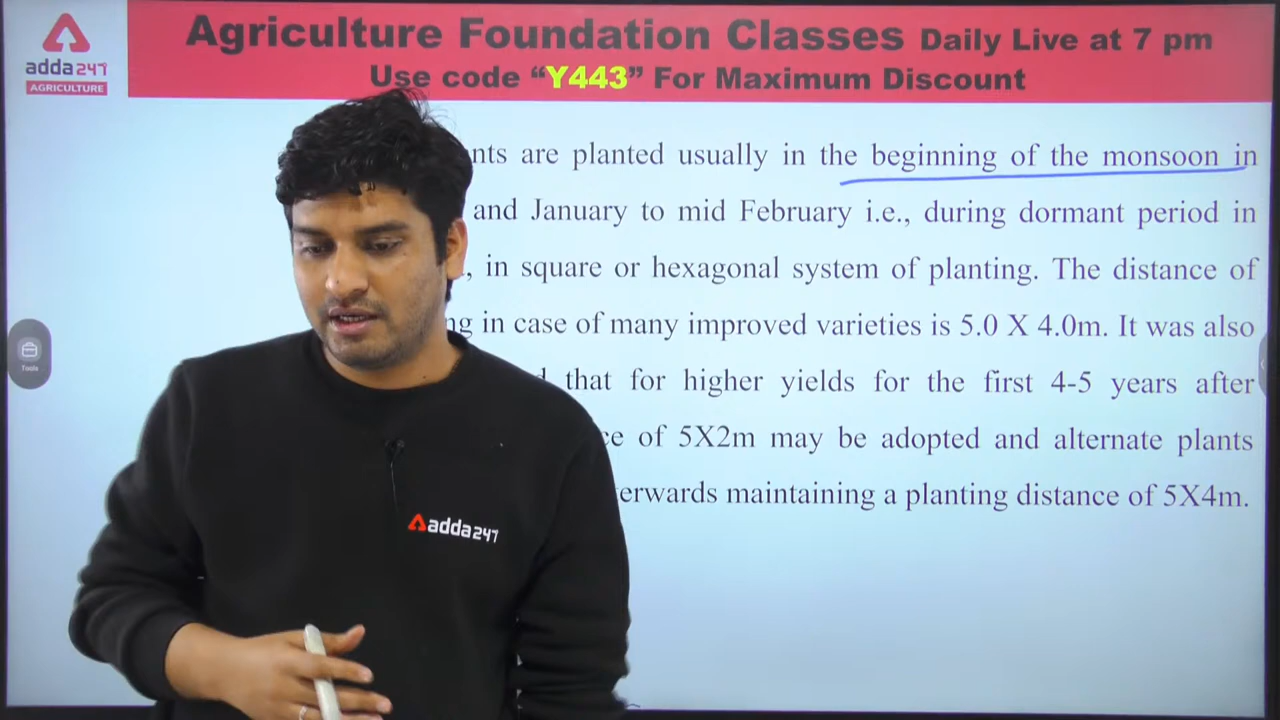 Agriculture Foundation Classes Daily Live at 7 pm
Use code “Y443” For Maximum Discount
adda247
AGRICULTURE
are planted usually in the beginning of the monsoon in
and January to mid February i.e., during dormant period in
, in square or hexagonal system of planting. The distance of
in case of many improved varieties is 5.0 X 4.0m. It was also
that for higher yields for the first 4-5 years after
of 5X2m may be adopted and alternate plants
maintaining a planting distance of 5X4m.
Tools
adda247